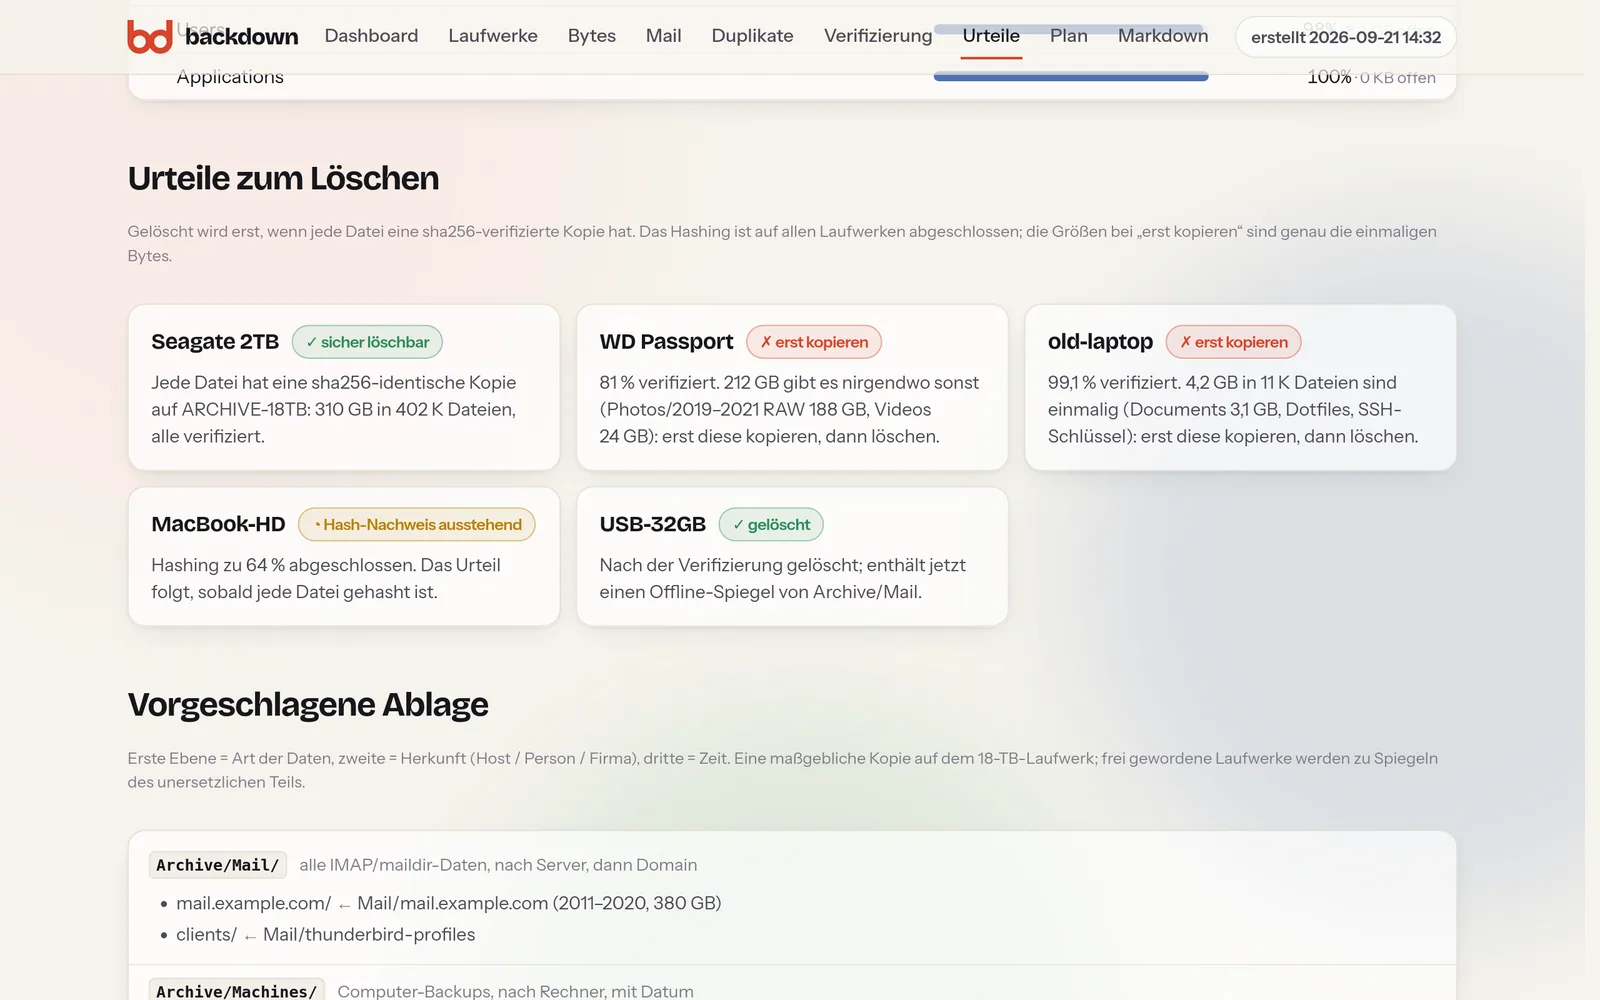 bd backdown Dashboard Laufwerke Bytes Mail Duplikate Verifizierung Urteile Plan Markdown erstellt 2026-09-21 14:32
Users 98%
Applications 100% · 0 KB offen
Urteile zum Löschen
Gelöscht wird erst, wenn jede Datei eine sha256-verifizierte Kopie hat. Das Hashing ist auf allen Laufwerken abgeschlossen; die Größen bei „erst kopieren“ sind genau die einmaligen
Bytes.
Seagate 2TB ✓ sicher löschbar
Jede Datei hat eine sha256-identische Kopie
auf ARCHIVE-18TB: 310 GB in 402 K Dateien,
alle verifiziert.
WD Passport ✗ erst kopieren
81 % verifiziert. 212 GB gibt es nirgendwo sonst
(Photos/2019–2021 RAW 188 GB, Videos
24 GB): erst diese kopieren, dann löschen.
old-laptop ✗ erst kopieren
99,1 % verifiziert. 4,2 GB in 11 K Dateien sind
einmalig (Documents 3,1 GB, Dotfiles, SSH-
Schlüssel): erst diese kopieren, dann löschen.
MacBook-HD · Hash-Nachweis ausstehend
Hashing zu 64 % abgeschlossen. Das Urteil
folgt, sobald jede Datei gehasht ist.
USB-32GB ✓ gelöscht
Nach der Verifizierung gelöscht; enthält jetzt
einen Offline-Spiegel von Archive/Mail.
Vorgeschlagene Ablage
Erste Ebene = Art der Daten, zweite = Herkunft (Host / Person / Firma), dritte = Zeit. Eine maßgebliche Kopie auf dem 18-TB-Laufwerk; frei gewordene Laufwerke werden zu Spiegeln
des unersetzlichen Teils.
Archive/Mail/ alle IMAP/maildir-Daten, nach Server, dann Domain
• mail.example.com/ ← Mail/mail.example.com (2011–2020, 380 GB)
• clients/ ← Mail/thunderbird-profiles
Archive/Machines/ Computer-Backups, nach Rechner, mit Datum